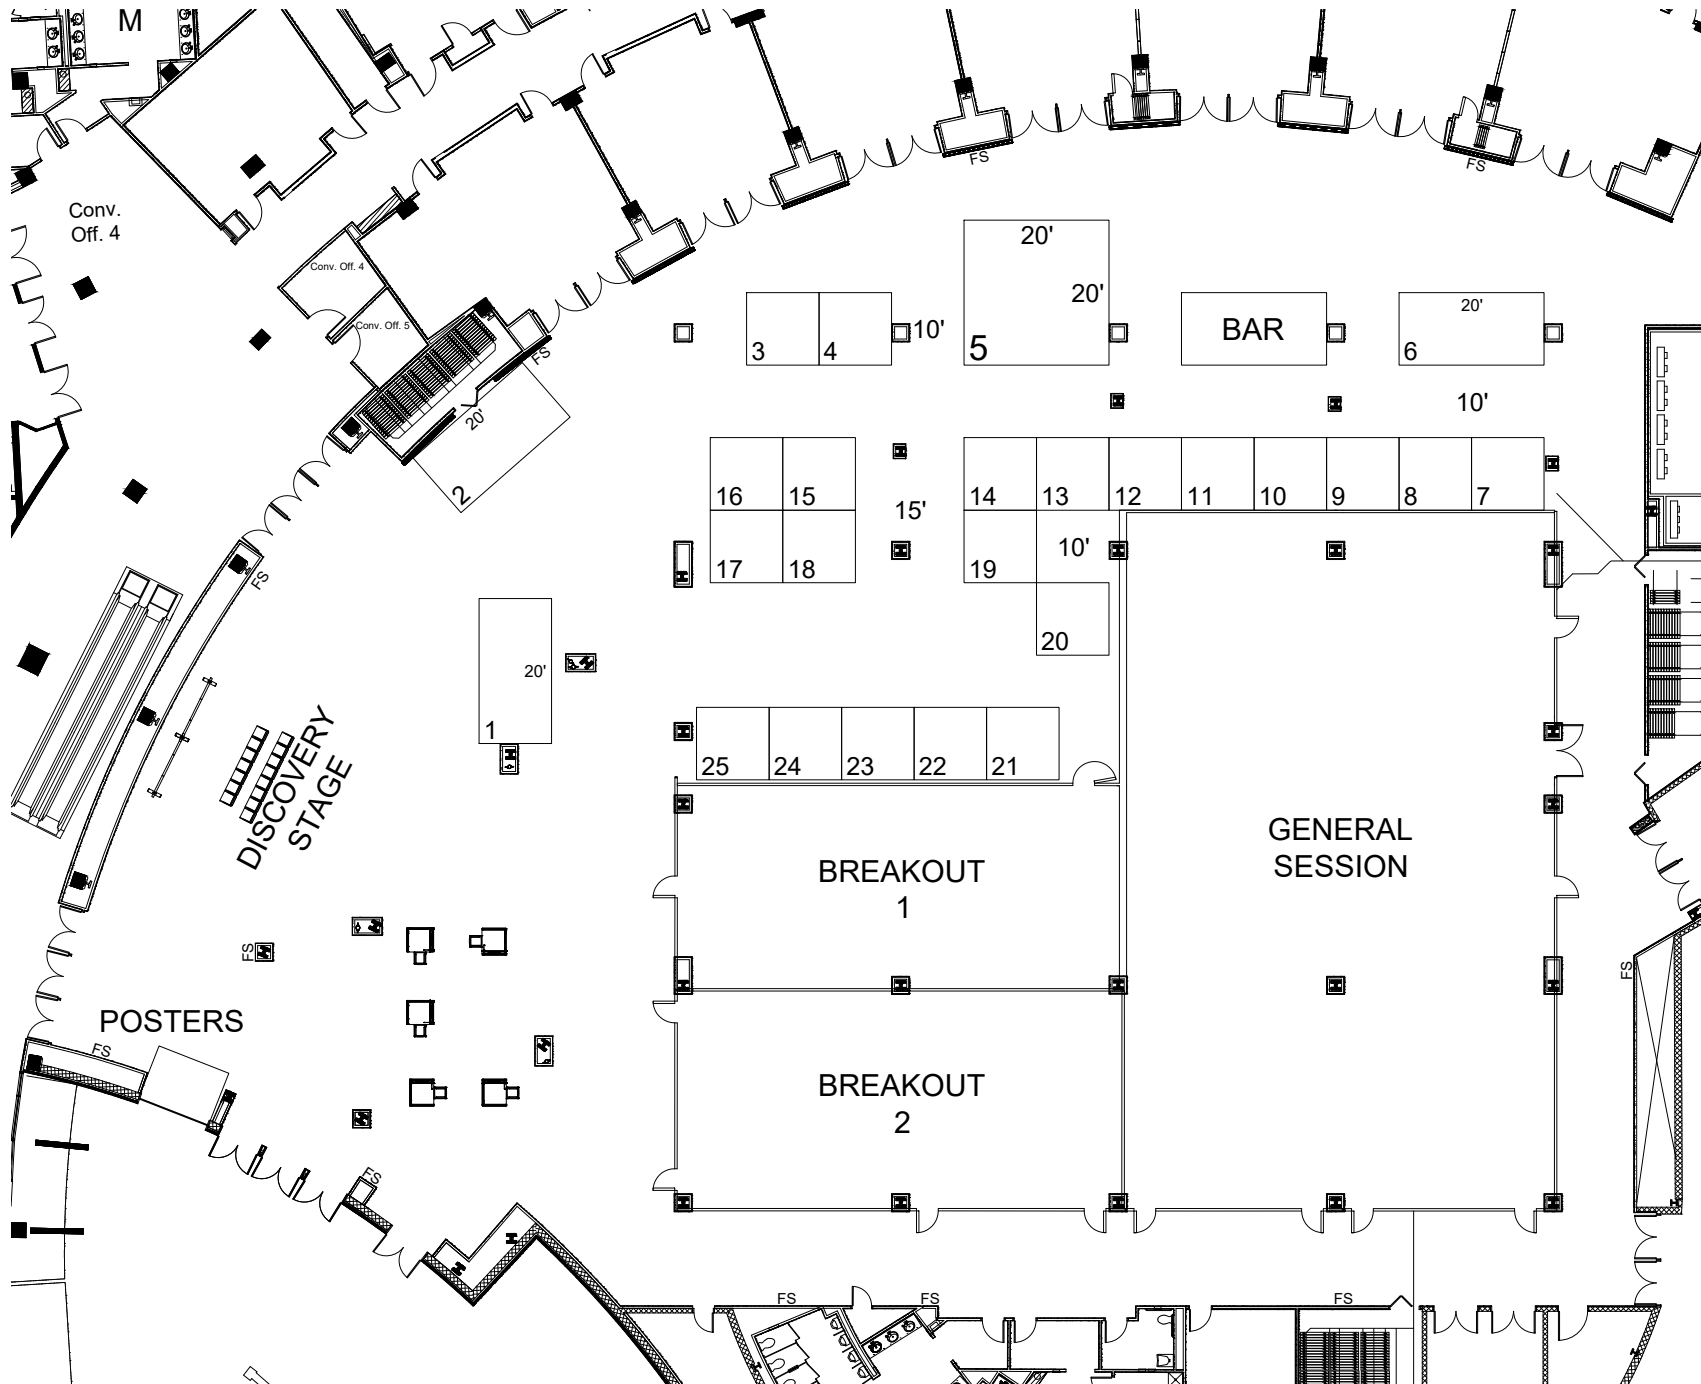 M
Conv.
Off. 4
Conv. Off. 4
Conv. Off. 5
FS
FS
FS
20'
20'
5
10'
3
4
BAR
20'
6
10'
20'
2
16
15
17
18
15'
14
13
12
11
10
9
8
7
19
10'
20
FS
20'
1
DISCOVERY
STAGE
25
24
23
22
21
BREAKOUT
1
GENERAL
SESSION
FS
FS
POSTERS
FS
BREAKOUT
2
FS
FS
FS
FS